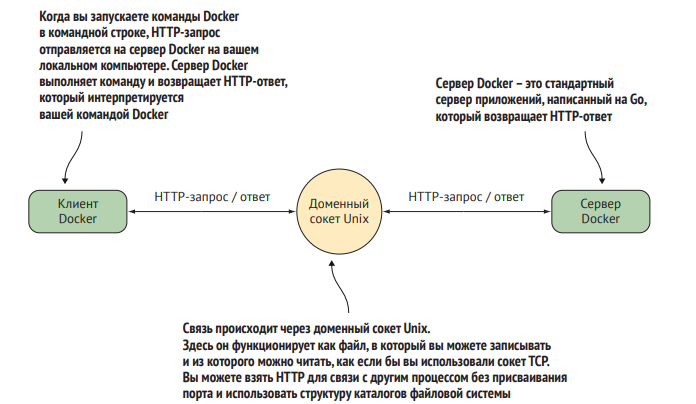 Когда вы запускаете команды Docker
в командной строке, HTTP-запрос
отправляется на сервер Docker на вашем
локальном компьютере. Сервер Docker
выполняет команду и возвращает HTTP-ответ,
который интерпретируется
вашей командой Docker
Сервер Docker – это стандартный
сервер приложений, написанный на Go,
который возвращает HTTP-ответ
Клиент
Docker
HTTP-запрос / ответ
Доменный
сокет Unix
HTTP-запрос / ответ
Сервер
Docker
Связь происходит через доменный сокет Unix.
Здесь он функционирует как файл, в который вы можете записывать
и из которого можно читать, как если бы вы использовали сокет TCP.
Вы можете взять HTTP для связи с другим процессом без присваивания
порта и использовать структуру каталогов файловой системы